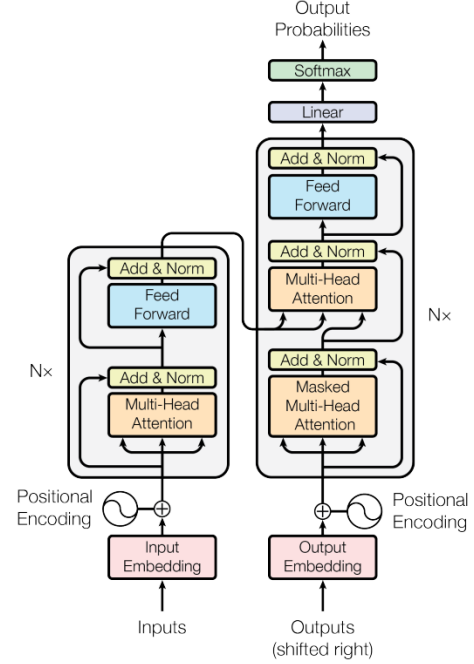 Output
Probabilities
Softmax
Linear
Add & Norm
Feed
Forward
Add & Norm
Multi-Head
Attention
Add & Norm
Masked
Multi-Head
Attention
N×
Add & Norm
Feed
Forward
Add & Norm
Multi-Head
Attention
N×
Positional
Encoding
Positional
Encoding
Input
Embedding
Output
Embedding
Inputs
Outputs
(shifted right)